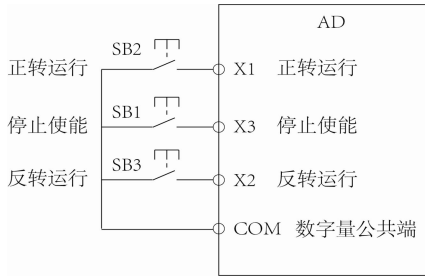 AD
SB2
正转运行 X1 正转运行
SB1
停止使能 X3 停止使能
SB3
反转运行 X2 反转运行
COM 数字量公共端